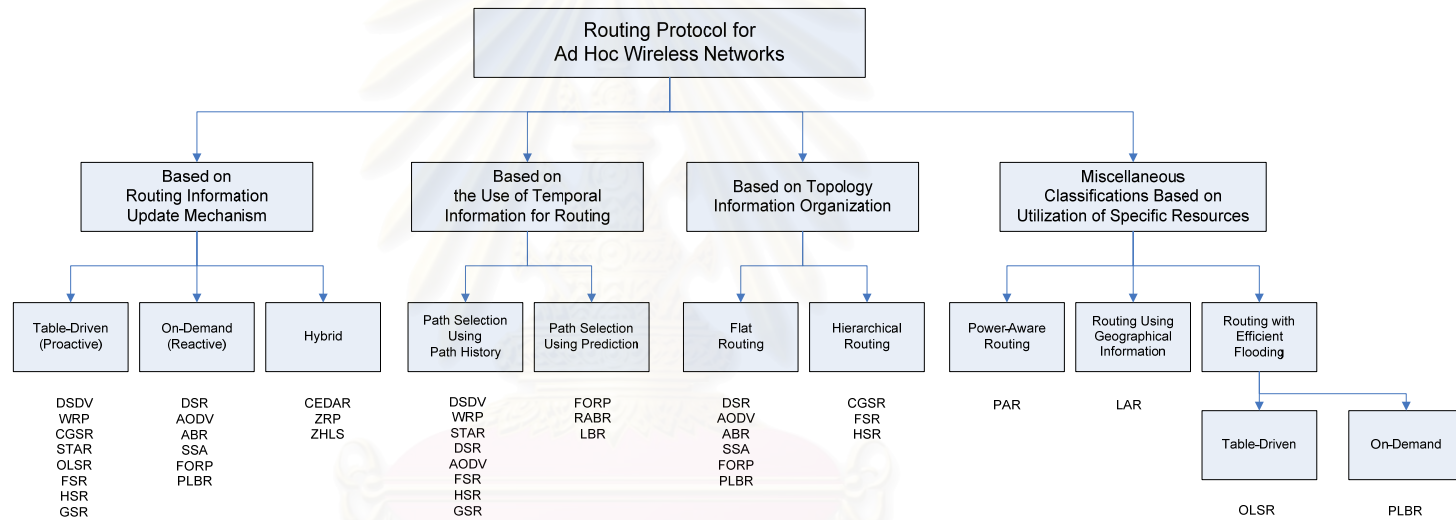 Routing Protocol for
Ad Hoc Wireless Networks
Based on
Routing Information
Update Mechanism
Based on
the Use of Temporal
Information for Routing
Based on Topology
Information Organization
Miscellaneous
Classifications Based on
Utilization of Specific Resources
Table-Driven
(Proactive)
On-Demand
(Reactive)
Hybrid
Path Selection
Using
Path History
Path Selection
Using Prediction
Flat
Routing
Hierarchical
Routing
Power-Aware
Routing
Routing Using
Geographical
Information
Routing with
Efficient
Flooding
DSDV
WRP
CGSR
STAR
OLSR
FSR
HSR
GSR
DSR
AODV
ABR
SSA
FORP
PLBR
CEDAR
ZRP
ZHLS
DSDV
WRP
STAR
DSR
AODV
FSR
HSR
GSR
FORP
RABR
LBR
DSR
AODV
ABR
SSA
FORP
PLBR
CGSR
FSR
HSR
PAR
LAR
Table-Driven
OLSR
On-Demand
PLBR